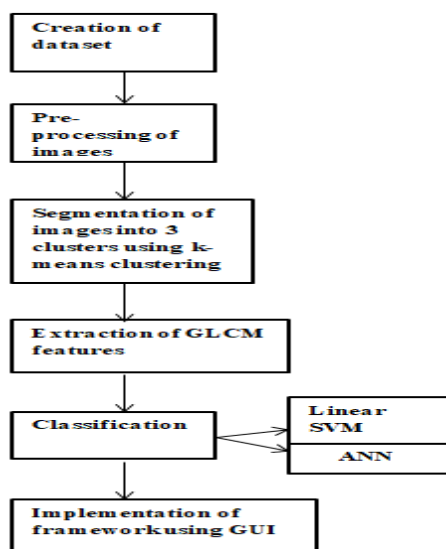 Creation of
dataset
Pre-
processing of
images
Segmentation of
images into 3
clusters using k-
means clustering
Extraction of GLCM
features
Classification
Linear
SVM
ANN
Implementation of
framework using GUI